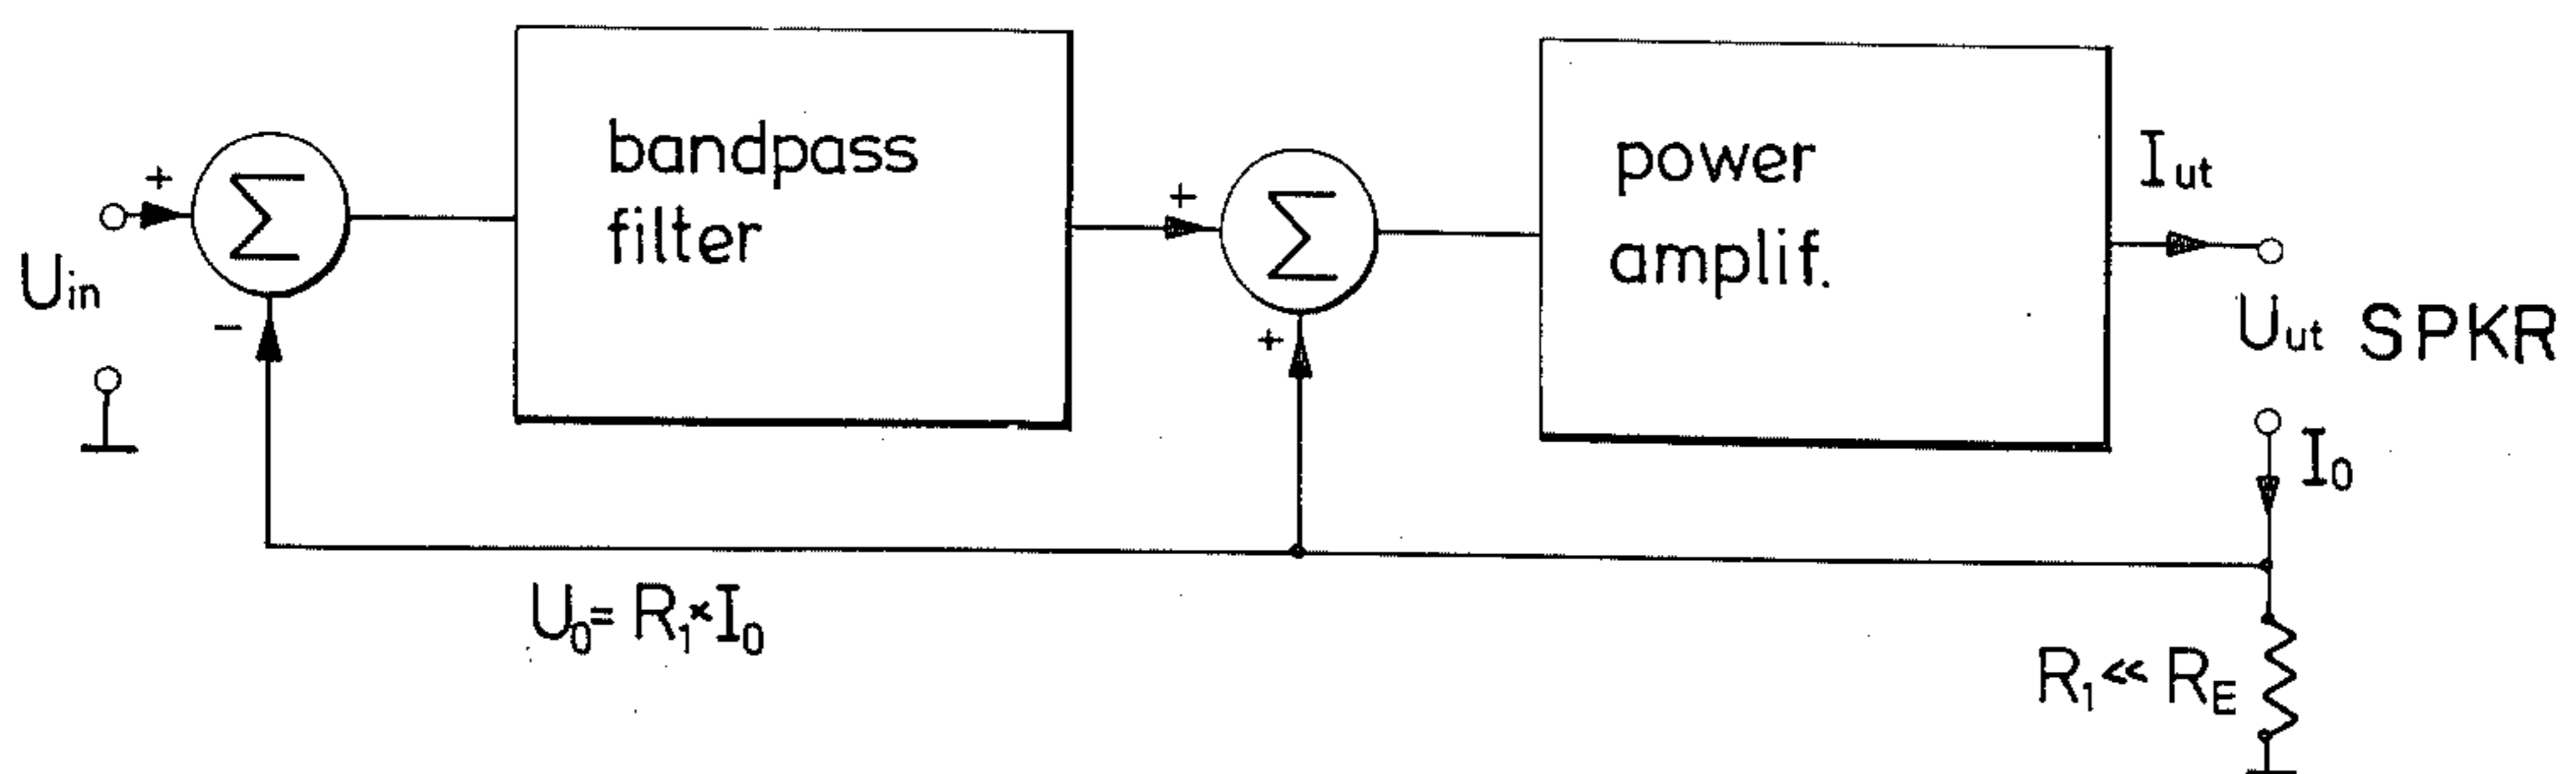 bandpass
filter
power
amplif.
+
Σ
−
Uin
+
Σ
+
Iut
Uut SPKR
I0
U0= R1×I0
R1 << RE